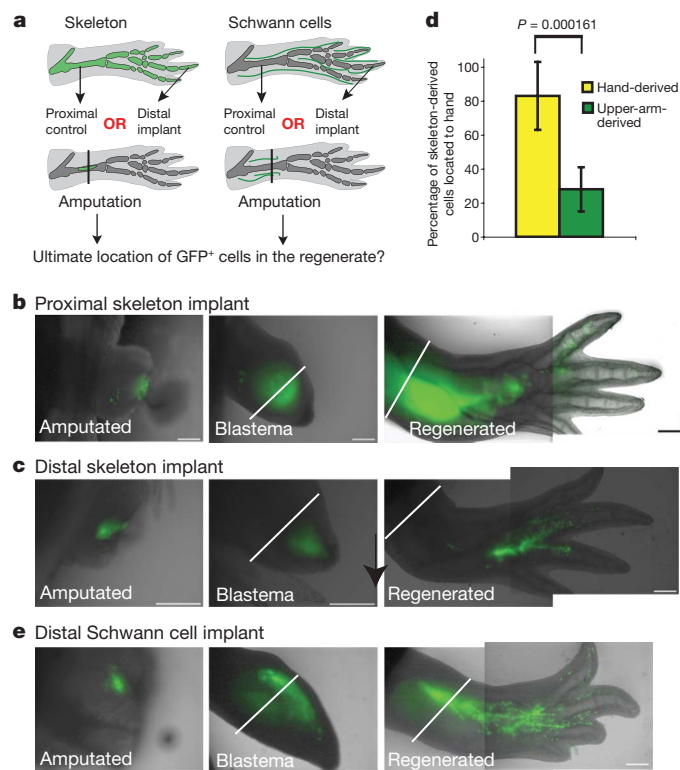 a
Skeleton
Schwann cells
Proximal control OR Distal implant
Proximal control OR Distal implant
Amputation
Amputation
Ultimate location of GFP⁺ cells in the regenerate?
d
P = 0.000161
Percentage of skeleton-derived
cells located to hand
100
80
60
40
20
0
Hand-derived
Upper-arm-
derived
b Proximal skeleton implant
Amputated
Blastema
Regenerated
c Distal skeleton implant
Amputated
Blastema
Regenerated
e Distal Schwann cell implant
Amputated
Blastema
Regenerated